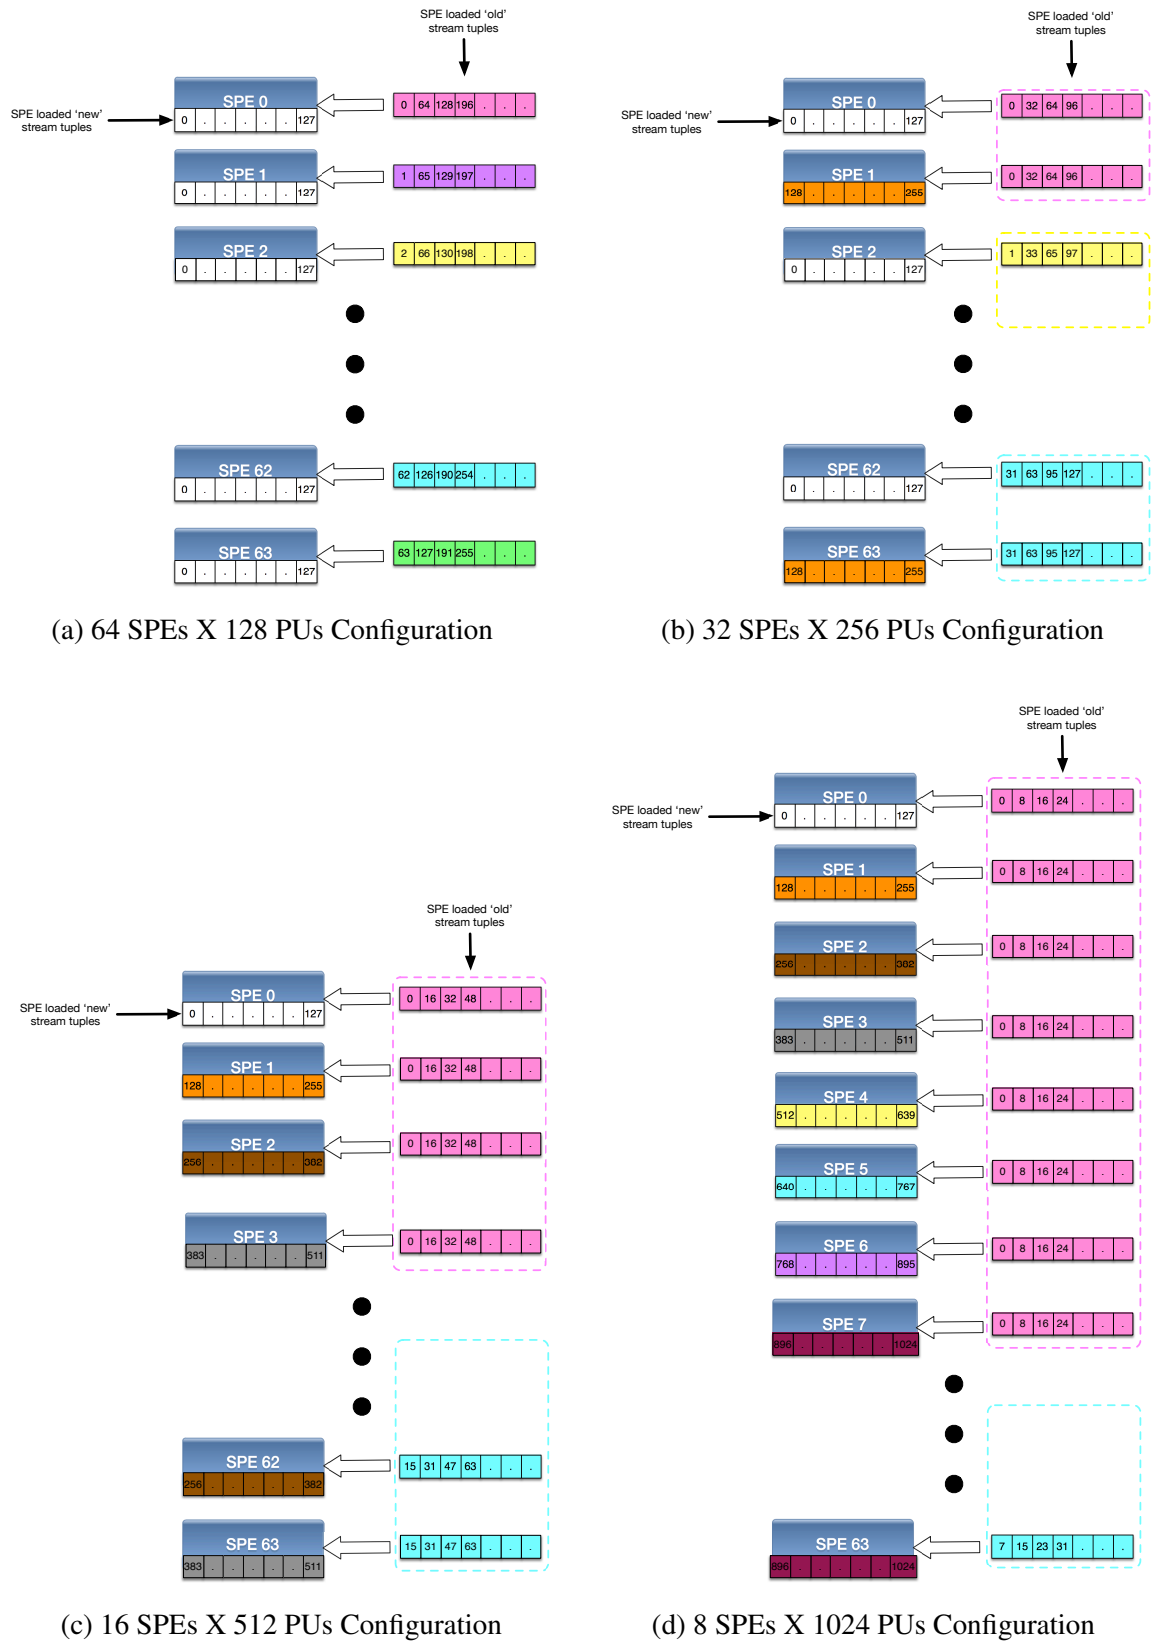 SPE loaded ‘old’
stream tuples
SPE 0
0 64 128 196 . . .
SPE loaded ‘new’
stream tuples
0 . . . . . 127
SPE 1
1 65 129 197 . . .
0 . . . . . 127
SPE 2
2 66 130 198 . . .
0 . . . . . 127
SPE 62
62 126 190 254 . . .
0 . . . . . 127
SPE 63
63 127 191 255 . . .
0 . . . . . 127
(a) 64 SPEs X 128 PUs Configuration
SPE loaded ‘old’
stream tuples
SPE 0
0 32 64 96 . . .
SPE loaded ‘new’
stream tuples
0 . . . . . 127
SPE 1
0 32 64 96 . . .
128 . . . . . 255
SPE 2
1 33 65 97 . . .
0 . . . . . 127
SPE 62
31 63 95 127 . . .
0 . . . . . 127
SPE 63
31 63 95 127 . . .
128 . . . . . 255
(b) 32 SPEs X 256 PUs Configuration
SPE loaded ‘old’
stream tuples
SPE 0
0 16 32 48 . . .
SPE loaded ‘new’
stream tuples
0 . . . . . 127
SPE 1
0 16 32 48 . . .
128 . . . . . 255
SPE 2
0 16 32 48 . . .
256 . . . . . 382
SPE 3
0 16 32 48 . . .
383 . . . . . 511
SPE 62
15 31 47 63 . . .
256 . . . . . 382
SPE 63
15 31 47 63 . . .
383 . . . . . 511
(c) 16 SPEs X 512 PUs Configuration
SPE loaded ‘old’
stream tuples
SPE 0
0 8 16 24 . . .
SPE loaded ‘new’
stream tuples
0 . . . . . 127
SPE 1
0 8 16 24 . . .
128 . . . . . 255
SPE 2
0 8 16 24 . . .
256 . . . . . 382
SPE 3
0 8 16 24 . . .
383 . . . . . 511
SPE 4
0 8 16 24 . . .
512 . . . . . 639
SPE 5
0 8 16 24 . . .
640 . . . . . 767
SPE 6
0 8 16 24 . . .
768 . . . . . 895
SPE 7
0 8 16 24 . . .
896 . . . . . 1024
SPE 63
7 15 23 31 . . .
896 . . . . . 1024
(d) 8 SPEs X 1024 PUs Configuration